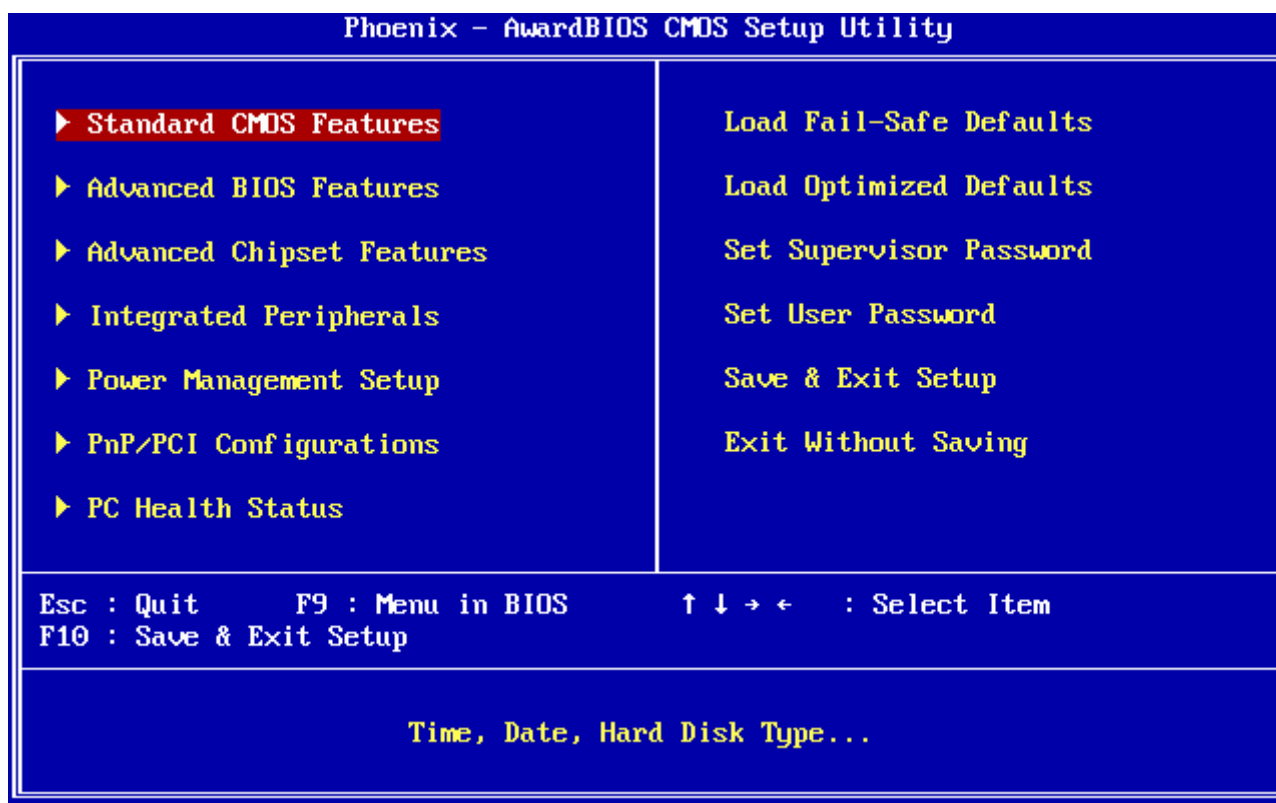 Phoenix - AwardBIOS CMOS Setup Utility
Standard CMOS Features
Advanced BIOS Features
Advanced Chipset Features
Integrated Peripherals
Power Management Setup
PnP/PCI Configurations
PC Health Status
Load Fail-Safe Defaults
Load Optimized Defaults
Set Supervisor Password
Set User Password
Save & Exit Setup
Exit Without Saving
Esc : Quit F9 : Menu in BIOS ↑ ↓ → ← : Select Item
F10 : Save & Exit Setup
Time, Date, Hard Disk Type...